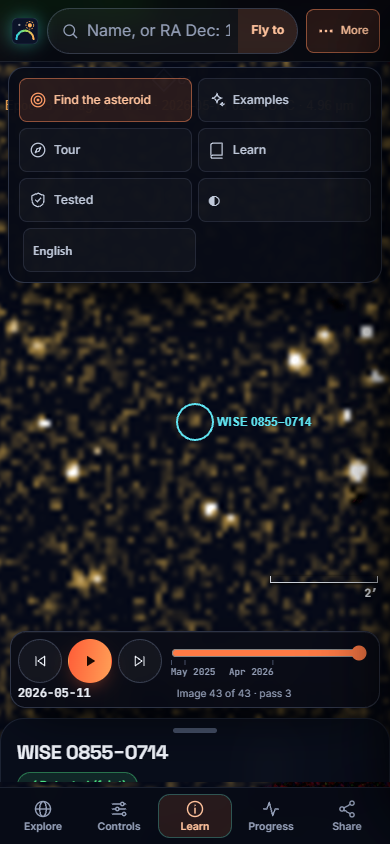 Name, or RA Dec: 1
Fly to
More
Find the asteroid
Examples
Tour
Learn
Tested
English
WISE 0855−0714
2′
May 2025
Apr 2026
2026-05-11
Image 43 of 43 · pass 3
WISE 0855−0714
Explore
Controls
Learn
Progress
Share